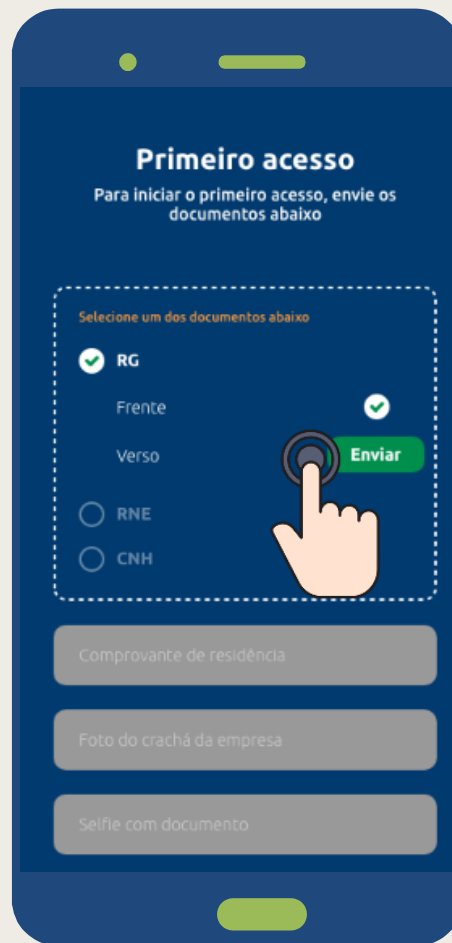 Primeiro acesso
Para iniciar o primeiro acesso, envie os
documentos abaixo
Selecione um dos documentos abaixo
RG
Frente
Verso
Enviar
RNE
CNH
Comprovante de residência
Foto do crachá da empresa
Selfie com documento